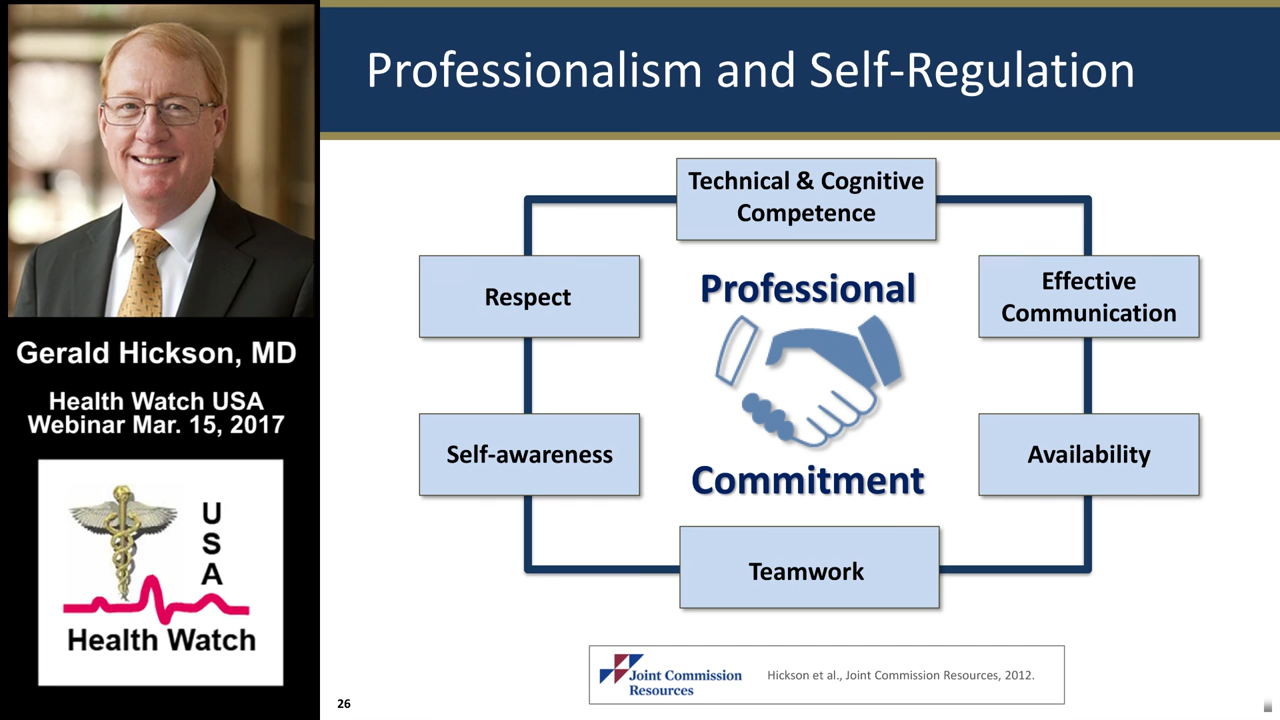 Gerald Hickson, MD
Health Watch USA
Webinar Mar. 15, 2017
U
S
A
Health Watch
Professionalism and Self-Regulation
Technical & Cognitive
Competence
Respect
Professional
Effective
Communication
Self-awareness
Commitment
Availability
Teamwork
Joint Commission
Resources
Hickson et al., Joint Commission Resources, 2012.
26